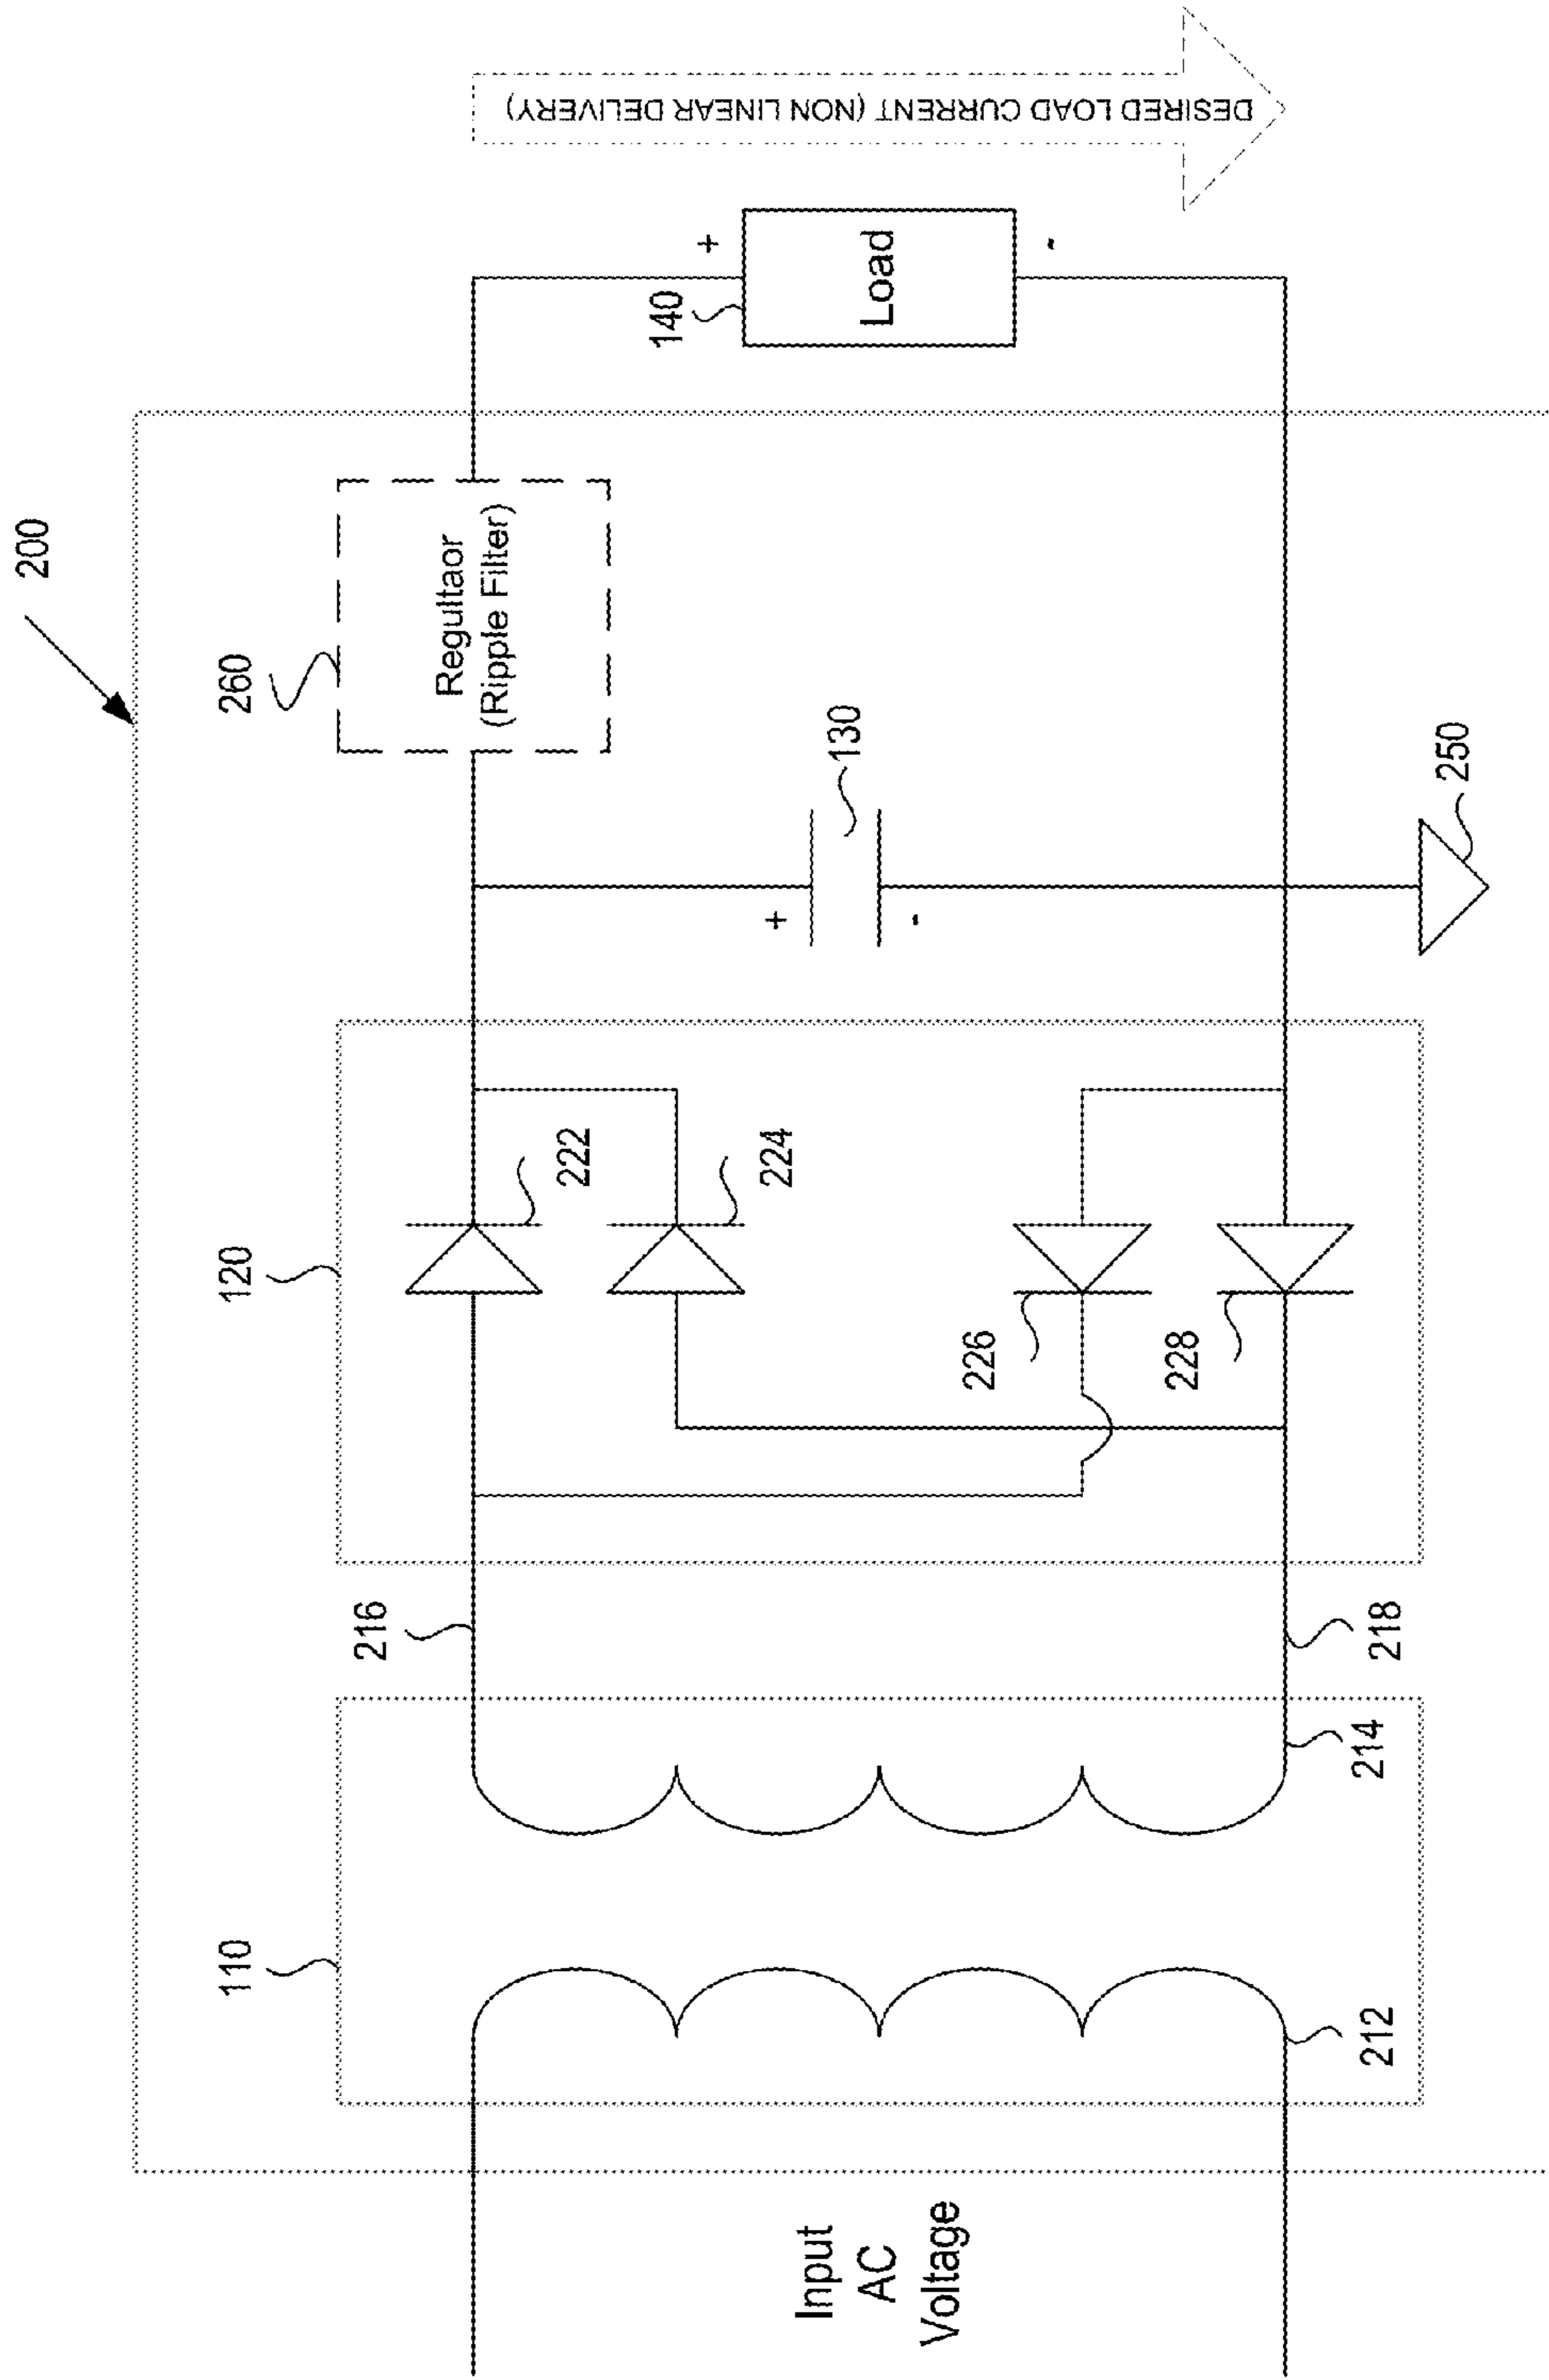 200
110
120
260
216
222
140
Regultaor
(Ripple Filter)
+
DESIRED LOAD CURRENT (NON LINEAR DELIVERY)
224
+
130
Load
Input
AC
Voltage
-
-
226
228
212
214
218
250